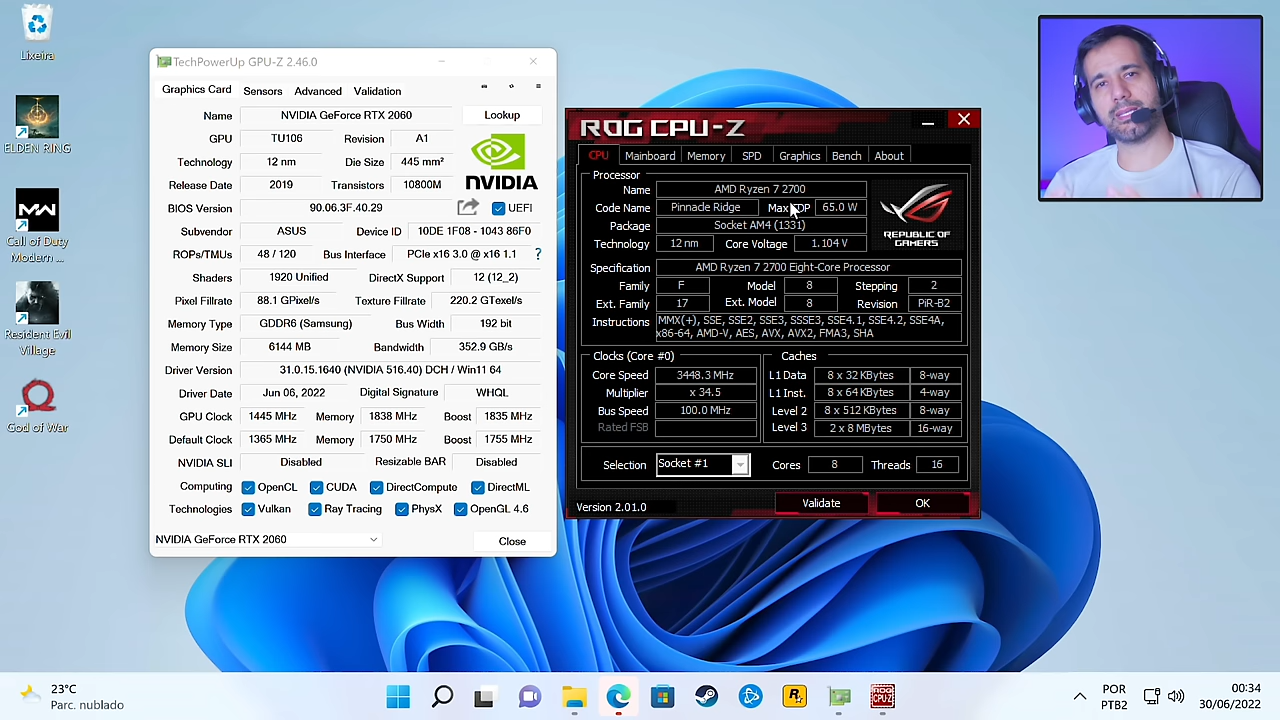 Lixeira
ELDEN RING
Call of Duty
Modern ...
Resident Evil
Village
God of War
TechPowerUp GPU-Z 2.46.0
Graphics Card Sensors Advanced Validation
Name NVIDIA GeForce RTX 2060 Lookup
GPU TU106 Revision A1
Technology 12 nm Die Size 445 mm²
Release Date 2019 Transistors 10800M
NVIDIA
BIOS Version 90.06.3F.40.29 UEFI
Subvendor ASUS Device ID 10DE 1F08 - 1043 86F0
ROPs/TMUs 48 / 120 Bus Interface PCIe x16 3.0 @ x16 1.1 ?
Shaders 1920 Unified DirectX Support 12 (12_2)
Pixel Fillrate 88.1 GPixel/s Texture Fillrate 220.2 GTexel/s
Memory Type GDDR6 (Samsung) Bus Width 192 bit
Memory Size 6144 MB Bandwidth 352.9 GB/s
Driver Version 31.0.15.1640 (NVIDIA 516.40) DCH / Win11 64
Driver Date Jun 06, 2022 Digital Signature WHQL
GPU Clock 1445 MHz Memory 1838 MHz Boost 1835 MHz
Default Clock 1365 MHz Memory 1750 MHz Boost 1755 MHz
NVIDIA SLI Disabled Resizable BAR Disabled
Computing OpenCL CUDA DirectCompute DirectML
Technologies Vulkan Ray Tracing PhysX OpenGL 4.6
NVIDIA GeForce RTX 2060 Close
ROG CPU-Z
CPU Mainboard Memory SPD Graphics Bench About
Processor
Name AMD Ryzen 7 2700
Code Name Pinnacle Ridge Max TDP 65.0 W
Package Socket AM4 (1331)
Technology 12 nm Core Voltage 1.104 V
REPUBLIC OF
GAMERS
Specification AMD Ryzen 7 2700 Eight-Core Processor
Family F Model 8 Stepping 2
Ext. Family 17 Ext. Model 8 Revision PiR-B2
Instructions MMX(+), SSE, SSE2, SSE3, SSSE3, SSE4.1, SSE4.2, SSE4A,
x86-64, AMD-V, AES, AVX, AVX2, FMA3, SHA
Clocks (Core #0) Caches
Core Speed 3448.3 MHz L1 Data 8 x 32 KBytes 8-way
Multiplier x 34.5 L1 Inst. 8 x 64 KBytes 4-way
Bus Speed 100.0 MHz Level 2 8 x 512 KBytes 8-way
Rated FSB Level 3 2 x 8 MBytes 16-way
Selection Socket #1 Cores 8 Threads 16
Version 2.01.0 Validate OK
23°C
Parc. nublado
R
ROG
CPU-Z
POR
PTB2
00:34
30/06/2022